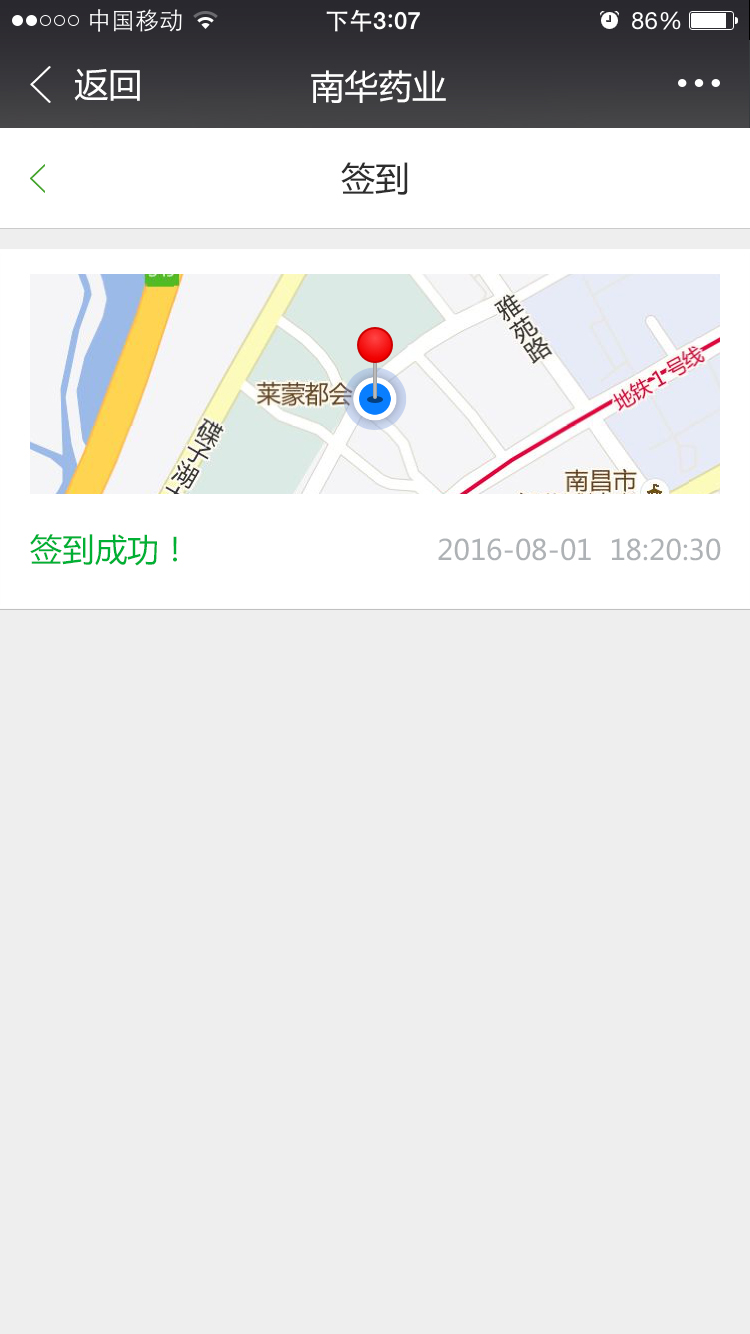 中国移动 下午3:07 86%
返回 南华药业
签到
雅苑路
地铁1号线
莱蒙都会
碟子湖
南昌市
签到成功！ 2016-08-01 18:20:30